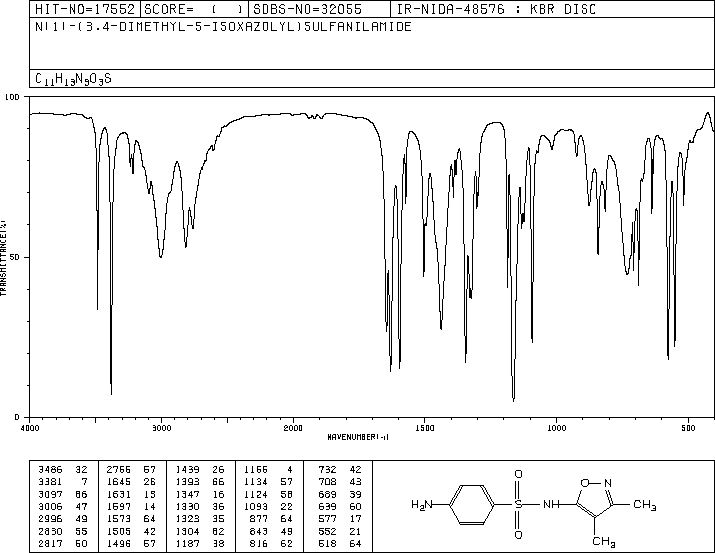 HIT-NO=17552 SCORE= ( ) SDBS-NO=32055 IR-NIDA-48576 : KBR DISC
N(1)-(3,4-DIMETHYL-5-ISOXAZOLYL)SULFANILAMIDE
C11H13N3O3S
100
50
0
TRANSMITTANCE(%)
4000 3000 2000 1500 1000 500
WAVENUMBER(-1)
3486 32 2766 57 1439 26 1166 4 732 42
3381 7 1645 26 1393 66 1134 57 708 43
3097 66 1631 13 1347 16 1124 58 689 39
3006 47 1597 14 1330 36 1093 22 639 60
2996 49 1573 64 1323 35 877 64 577 17
2830 55 1505 42 1304 62 843 49 552 21
2817 60 1496 57 1187 38 816 62 518 64
O O N
H2N S NH CH3
O CH3